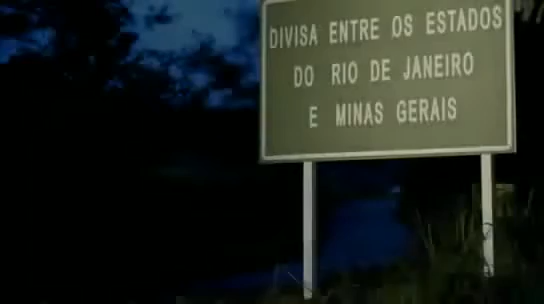 DIVISA ENTRE OS ESTADOS
DO RIO DE JANEIRO
E MINAS GERAIS